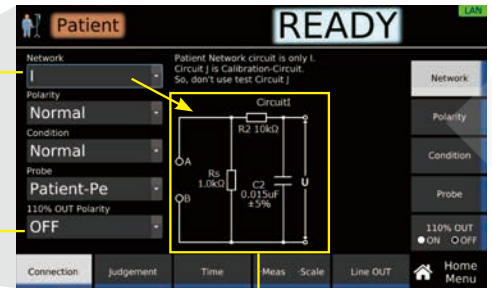 LAN
Patient
READY
Network
I
Patient Network circuit is only I.
Circuit J is Calibration-Circuit.
So, don't use test Circuit J
Polarity
Normal
Condition
Normal
Probe
Patient-Pe
110% OUT Polarity
OFF
CircuitI
R2 10kΩ
A
B
Rs
1.0kΩ
C2
0.015uF
±5%
U
Network
Polarity
Condition
Probe
110% OUT
ON OFF
Connection
Judgement
Time
Meas Scale
Line OUT
Home
Menu